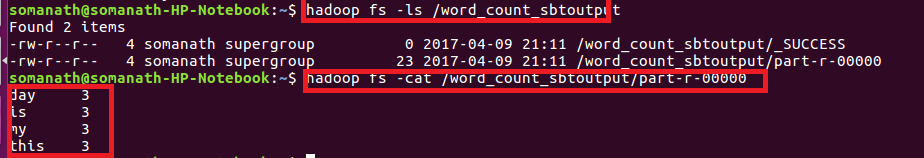 somanath@somanath-HP-Notebook:~$ hadoop fs -ls /word_count_sbtoutput
Found 2 items
-rw-r--r--   4 somanath supergroup          0 2017-04-09 21:11 /word_count_sbtoutput/_SUCCESS
-rw-r--r--   4 somanath supergroup         23 2017-04-09 21:11 /word_count_sbtoutput/part-r-00000
somanath@somanath-HP-Notebook:~$ hadoop fs -cat /word_count_sbtoutput/part-r-00000
day     3
is      3
my      3
this    3